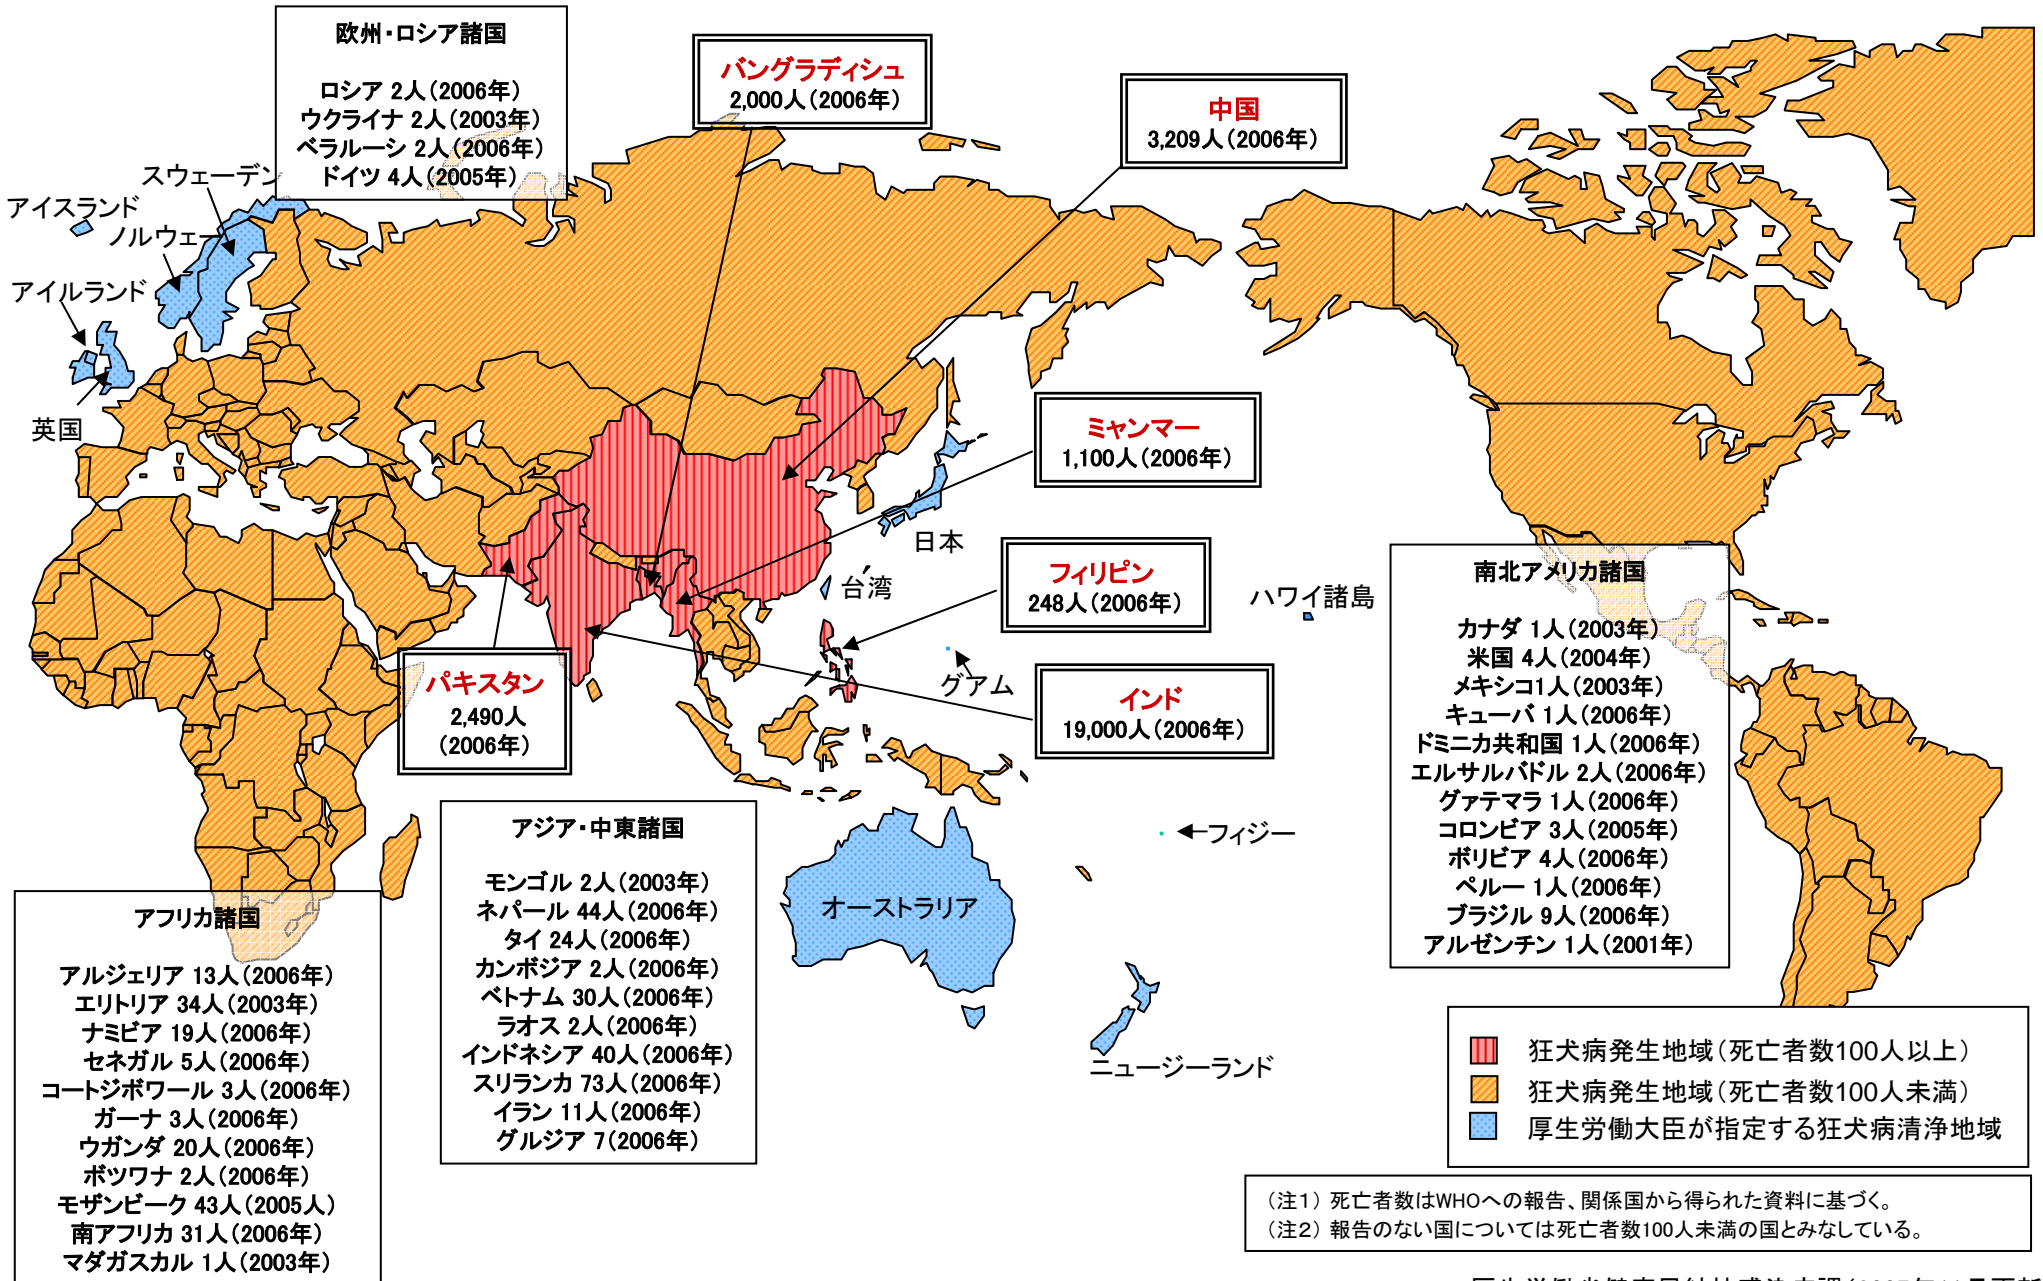 欧州・ロシア諸国
ロシア 2人(2006年)
ウクライナ 2人(2003年)
ベラルーシ 2人(2006年)
ドイツ 4人(2005年)
バングラディシュ
2,000人(2006年)
中国
3,209人(2006年)
スウェーデン
アイスランド
ノルウェー
アイルランド
英国
ミャンマー
1,100人(2006年)
日本
台湾
フィリピン
248人(2006年)
ハワイ諸島
グアム
パキスタン
2,490人
(2006年)
インド
19,000人(2006年)
フィジー
オーストラリア
ニュージーランド
南北アメリカ諸国
カナダ 1人(2003年)
米国 4人(2004年)
メキシコ1人(2003年)
キューバ 1人(2006年)
ドミニカ共和国 1人(2006年)
エルサルバドル 2人(2006年)
グァテマラ 1人(2006年)
コロンビア 3人(2005年)
ボリビア 4人(2006年)
ペルー 1人(2006年)
ブラジル 9人(2006年)
アルゼンチン 1人(2001年)
アジア・中東諸国
モンゴル 2人(2003年)
ネパール 44人(2006年)
タイ 24人(2006年)
カンボジア 2人(2006年)
ベトナム 30人(2006年)
ラオス 2人(2006年)
インドネシア 40人(2006年)
スリランカ 73人(2006年)
イラン 11人(2006年)
グルジア 7(2006年)
アフリカ諸国
アルジェリア 13人(2006年)
エリトリア 34人(2003年)
ナミビア 19人(2006年)
セネガル 5人(2006年)
コートジボワール 3人(2006年)
ガーナ 3人(2006年)
ウガンダ 20人(2006年)
ボツワナ 2人(2006年)
モザンビーク 43人(2005人)
南アフリカ 31人(2006年)
マダガスカル 1人(2003年)
狂犬病発生地域(死亡者数100人以上)
狂犬病発生地域(死亡者数100人未満)
厚生労働大臣が指定する狂犬病清浄地域
(注1) 死亡者数はWHOへの報告、関係国から得られた資料に基づく。
(注2) 報告のない国については死亡者数100人未満の国とみなしている。